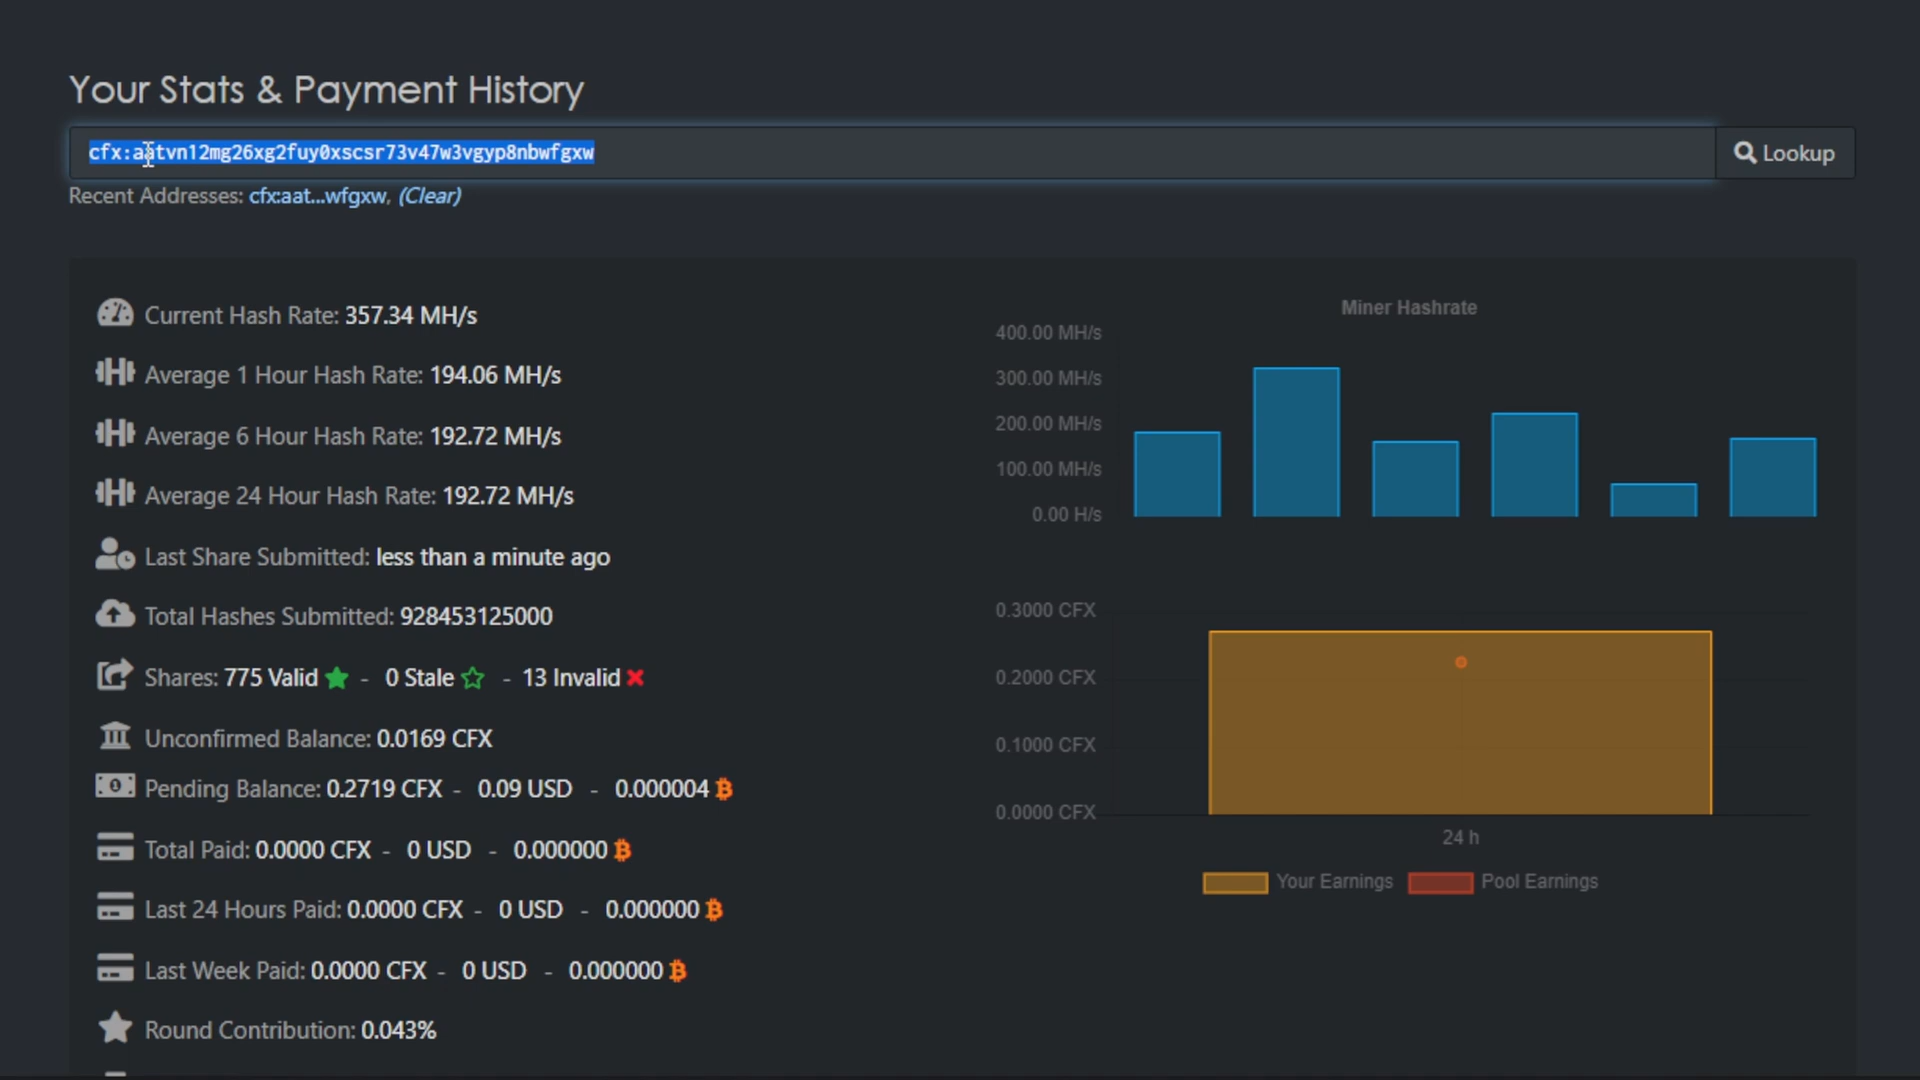 Your Stats & Payment History
cfx:aatvn12mg26xg2fuy0xscsr73v47w3vgyp8nbwfgxw
Lookup
Recent Addresses: cfx:aat...wfgxw, (Clear)
Current Hash Rate: 357.34 MH/s
Average 1 Hour Hash Rate: 194.06 MH/s
Average 6 Hour Hash Rate: 192.72 MH/s
Average 24 Hour Hash Rate: 192.72 MH/s
Last Share Submitted: less than a minute ago
Total Hashes Submitted: 928453125000
Shares: 775 Valid - 0 Stale - 13 Invalid
Unconfirmed Balance: 0.0169 CFX
Pending Balance: 0.2719 CFX - 0.09 USD - 0.000004
Total Paid: 0.0000 CFX - 0 USD - 0.000000
Last 24 Hours Paid: 0.0000 CFX - 0 USD - 0.000000
Last Week Paid: 0.0000 CFX - 0 USD - 0.000000
Round Contribution: 0.043%
Miner Hashrate
400.00 MH/s
300.00 MH/s
200.00 MH/s
100.00 MH/s
0.00 H/s
0.3000 CFX
0.2000 CFX
0.1000 CFX
0.0000 CFX
24 h
Your Earnings
Pool Earnings